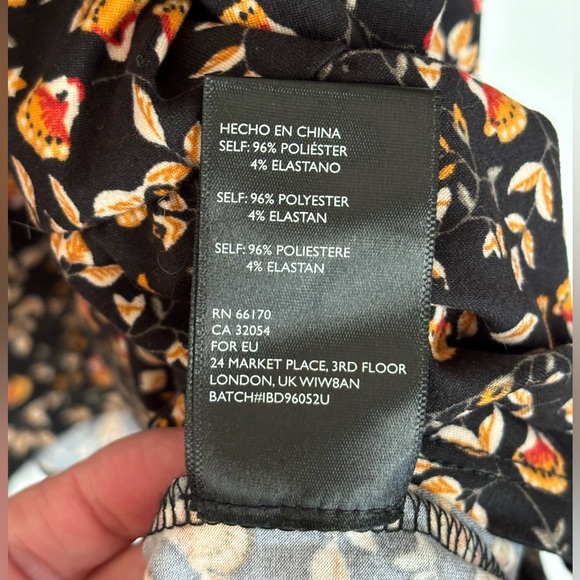 HECHO EN CHINA
SELF: 96% POLIÉSTER
4% ELASTANO
SELF: 96% POLYESTER
4% ELASTAN
SELF: 96% POLIESTERE
4% ELASTAN
RN 66170
CA 32054
FOR EU
24 MARKET PLACE, 3RD FLOOR
LONDON, UK WIW8AN
BATCH#IBD96052U